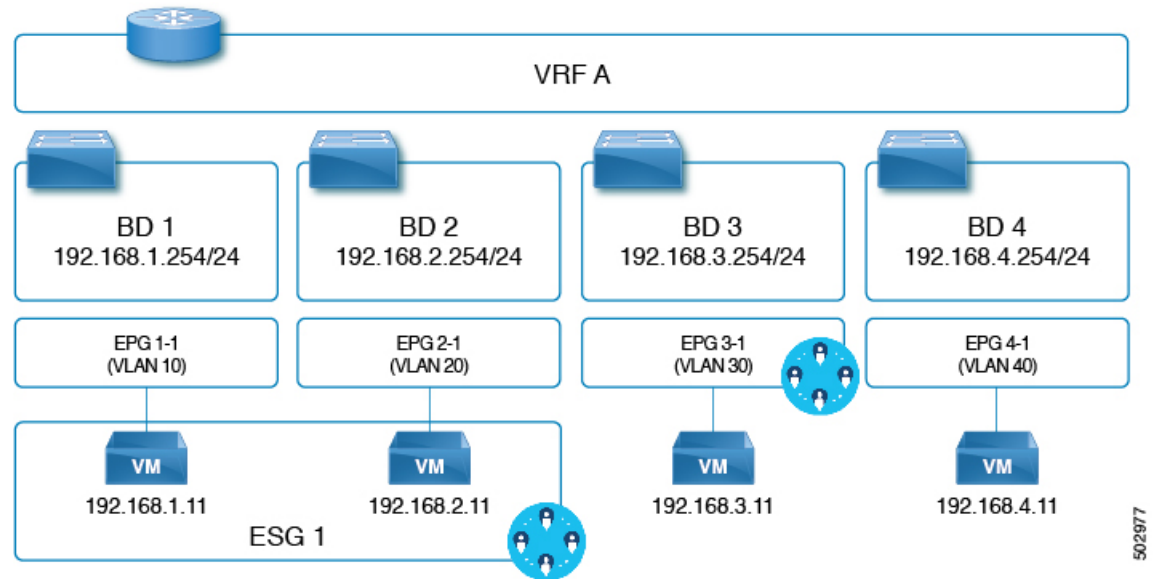 VRF A
BD 1
192.168.1.254/24
BD 2
192.168.2.254/24
BD 3
192.168.3.254/24
BD 4
192.168.4.254/24
EPG 1-1
(VLAN 10)
EPG 2-1
(VLAN 20)
EPG 3-1
(VLAN 30)
EPG 4-1
(VLAN 40)
VM
192.168.1.11
VM
192.168.2.11
VM
192.168.3.11
VM
192.168.4.11
ESG 1
502977